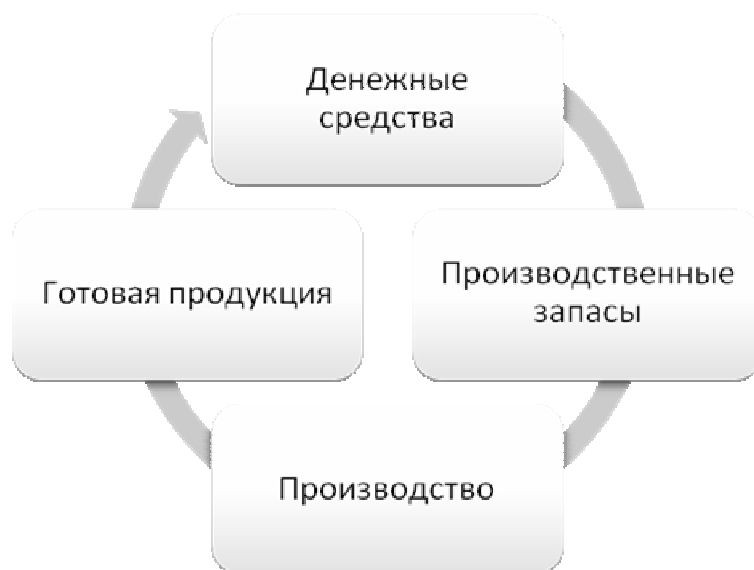 Денежные
средства
Производственные
запасы
Производство
Готовая продукция